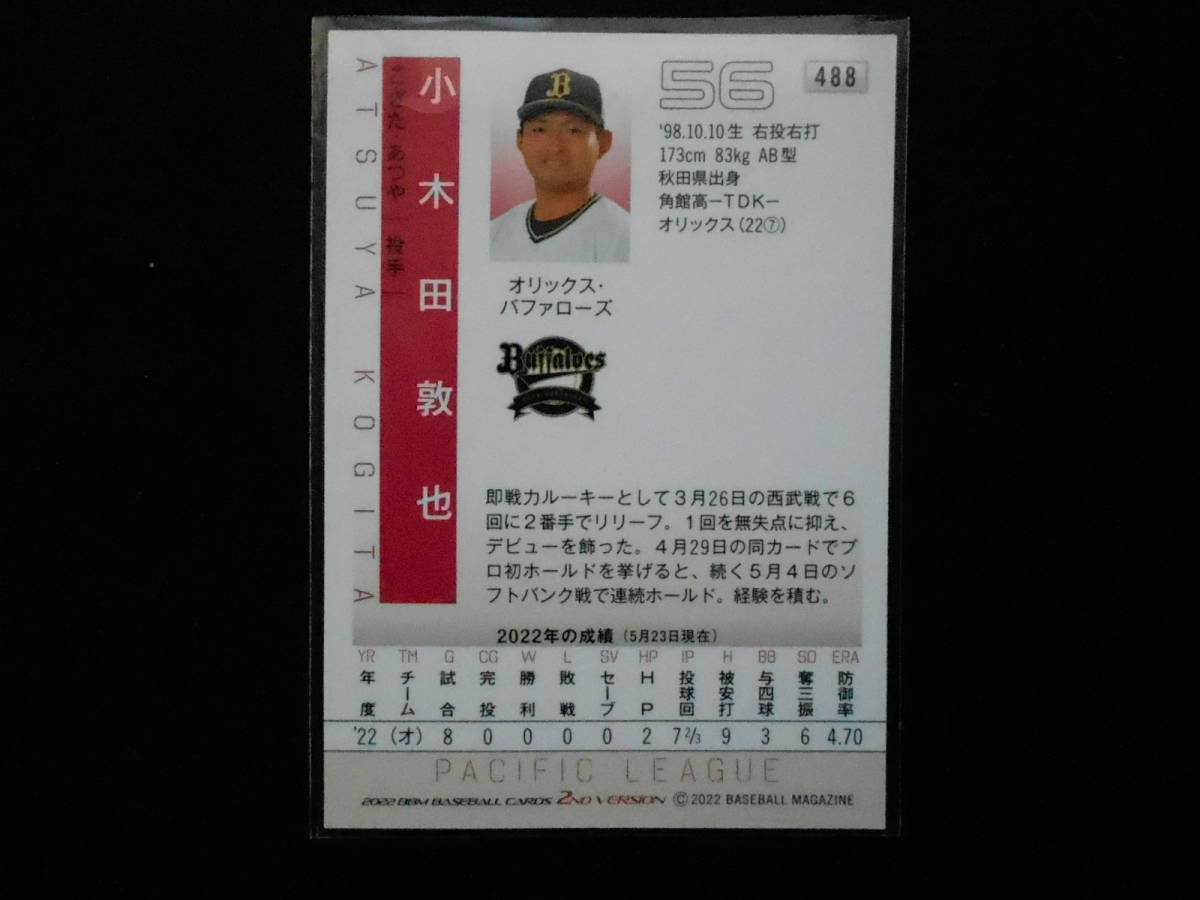 ATSUYA KOGITA
こぎた あつや｜投手｜
小木田敦也
B
56
488
'98.10.10生 右投右打
173cm 83kg AB型
秋田県出身
角館高ーTDKー
オリックス(22⑦)
オリックス・
バファローズ
Buffaloes
即戦力ルーキーとして3月26日の西武戦で6
回に2番手でリリーフ。1回を無失点に抑え、
デビューを飾った。4月29日の同カードでプ
ロ初ホールドを挙げると、続く5月4日のソ
フトバンク戦で連続ホールド。経験を積む。
2022年の成績（5月23日現在）
YR TM G CG W L SV HP IP H BB SO ERA
年度 チーム 試合 完投 勝利 敗戦 セーブ HP 投球回 被安打 与四球 奪三振 防御率
'22 (オ) 8 0 0 0 0 2 7 2/3 9 3 6 4.70
PACIFIC LEAGUE
2022 BBM BASEBALL CARDS 2ND VERSION ©2022 BASEBALL MAGAZINE